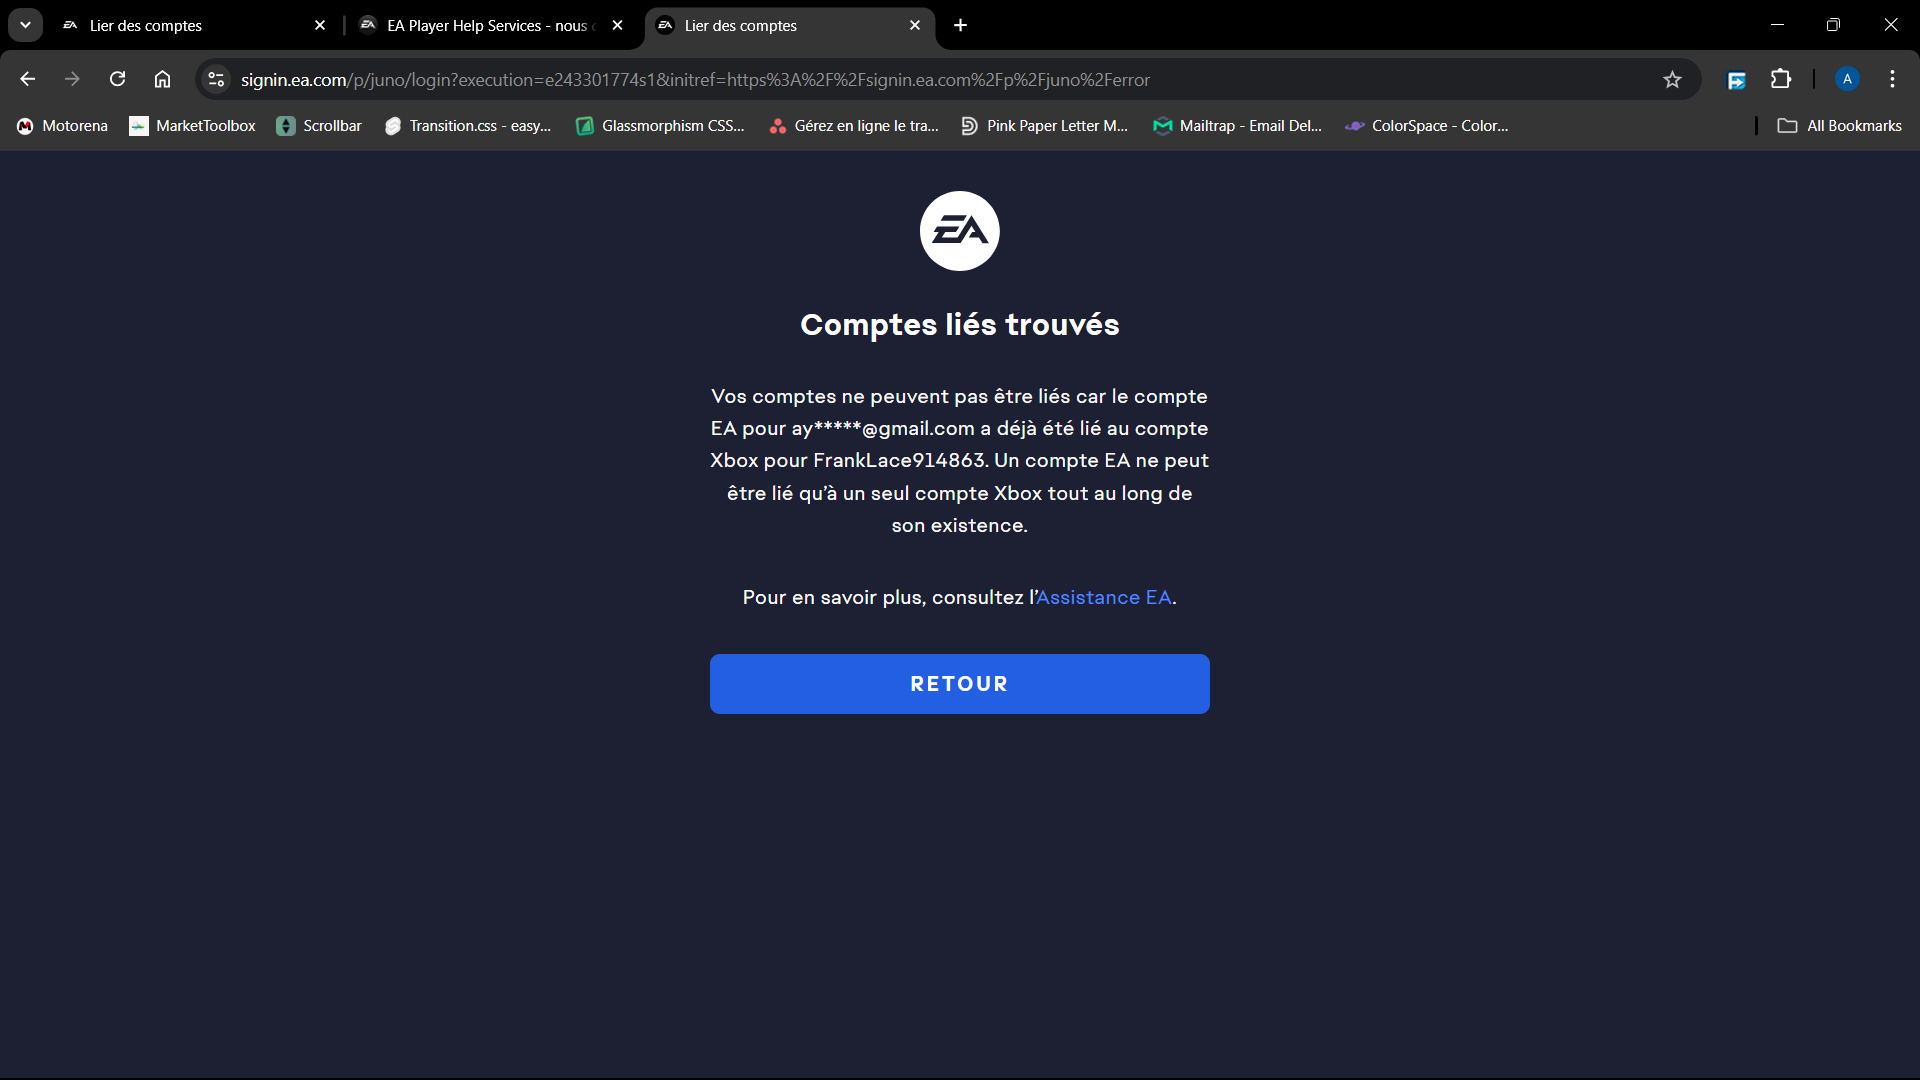 Lier des comptes
EA Player Help Services - nous
Lier des comptes
signin.ea.com/p/juno/login?execution=e243301774s1&initref=https%3A%2F%2Fsignin.ea.com%2Fp%2Fjuno%2Ferror
A
Motorena
MarketToolbox
Scrollbar
Transition.css - easy...
Glassmorphism CSS...
Gérez en ligne le tra...
Pink Paper Letter M...
Mailtrap - Email Del...
ColorSpace - Color...
All Bookmarks
EA
Comptes liés trouvés
Vos comptes ne peuvent pas être liés car le compte
EA pour ay*****@gmail.com a déjà été lié au compte
Xbox pour FrankLace914863. Un compte EA ne peut
être lié qu’à un seul compte Xbox tout au long de
son existence.
Pour en savoir plus, consultez l’Assistance EA.
RETOUR